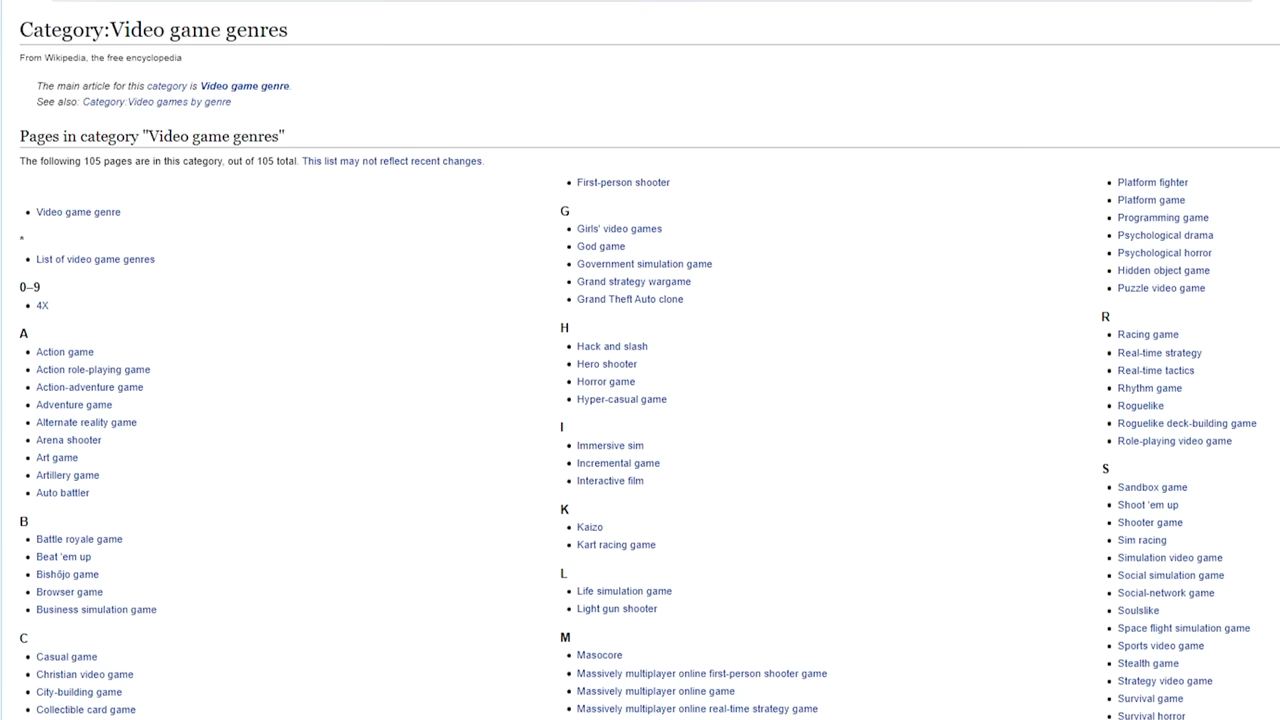 Category:Video game genres
From Wikipedia, the free encyclopedia
The main article for this category is Video game genre.
See also: Category:Video games by genre
Pages in category "Video game genres"
The following 105 pages are in this category, out of 105 total. This list may not reflect recent changes.
Video game genre
*
List of video game genres
0–9
4X
A
Action game
Action role-playing game
Action-adventure game
Adventure game
Alternate reality game
Arena shooter
Art game
Artillery game
Auto battler
B
Battle royale game
Beat 'em up
Bishōjo game
Browser game
Business simulation game
C
Casual game
Christian video game
City-building game
Collectible card game
First-person shooter
G
Girls' video games
God game
Government simulation game
Grand strategy wargame
Grand Theft Auto clone
H
Hack and slash
Hero shooter
Horror game
Hyper-casual game
I
Immersive sim
Incremental game
Interactive film
K
Kaizo
Kart racing game
L
Life simulation game
Light gun shooter
M
Masocore
Massively multiplayer online first-person shooter game
Massively multiplayer online game
Massively multiplayer online real-time strategy game
Platform fighter
Platform game
Programming game
Psychological drama
Psychological horror
Hidden object game
Puzzle video game
R
Racing game
Real-time strategy
Real-time tactics
Rhythm game
Roguelike
Roguelike deck-building game
Role-playing video game
S
Sandbox game
Shoot 'em up
Shooter game
Sim racing
Simulation video game
Social simulation game
Social-network game
Soulslike
Space flight simulation game
Sports video game
Stealth game
Strategy video game
Survival game
Survival horror